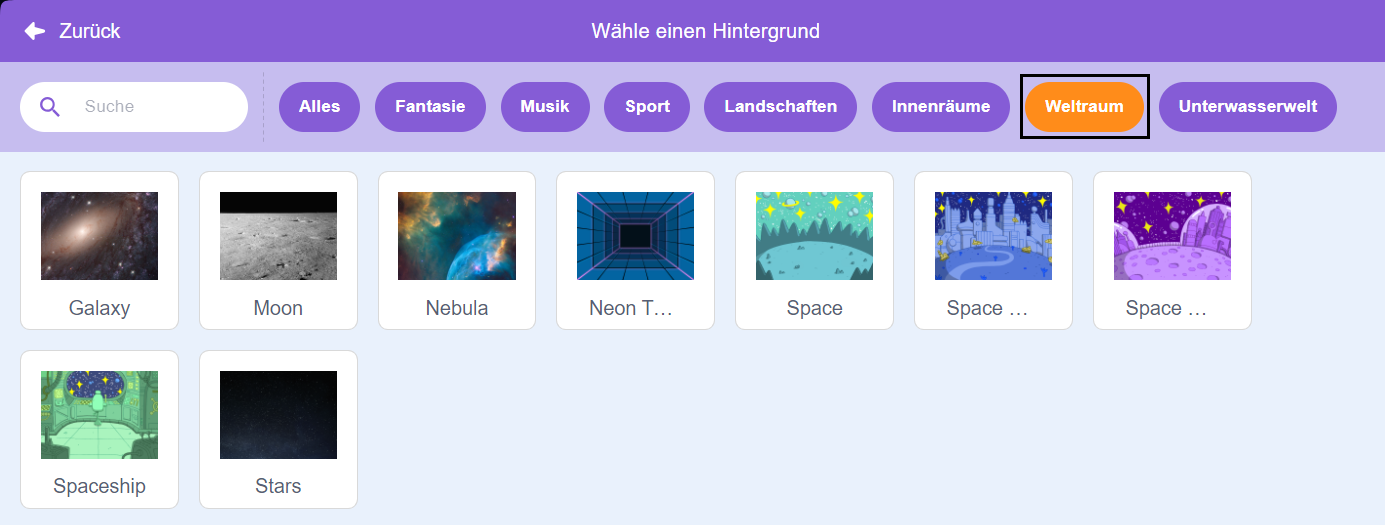 Zurück
Wähle einen Hintergrund
Suche
Alles
Fantasie
Musik
Sport
Landschaften
Innenräume
Weltraum
Unterwasserwelt
Galaxy
Moon
Nebula
Neon T…
Space
Space …
Space …
Spaceship
Stars